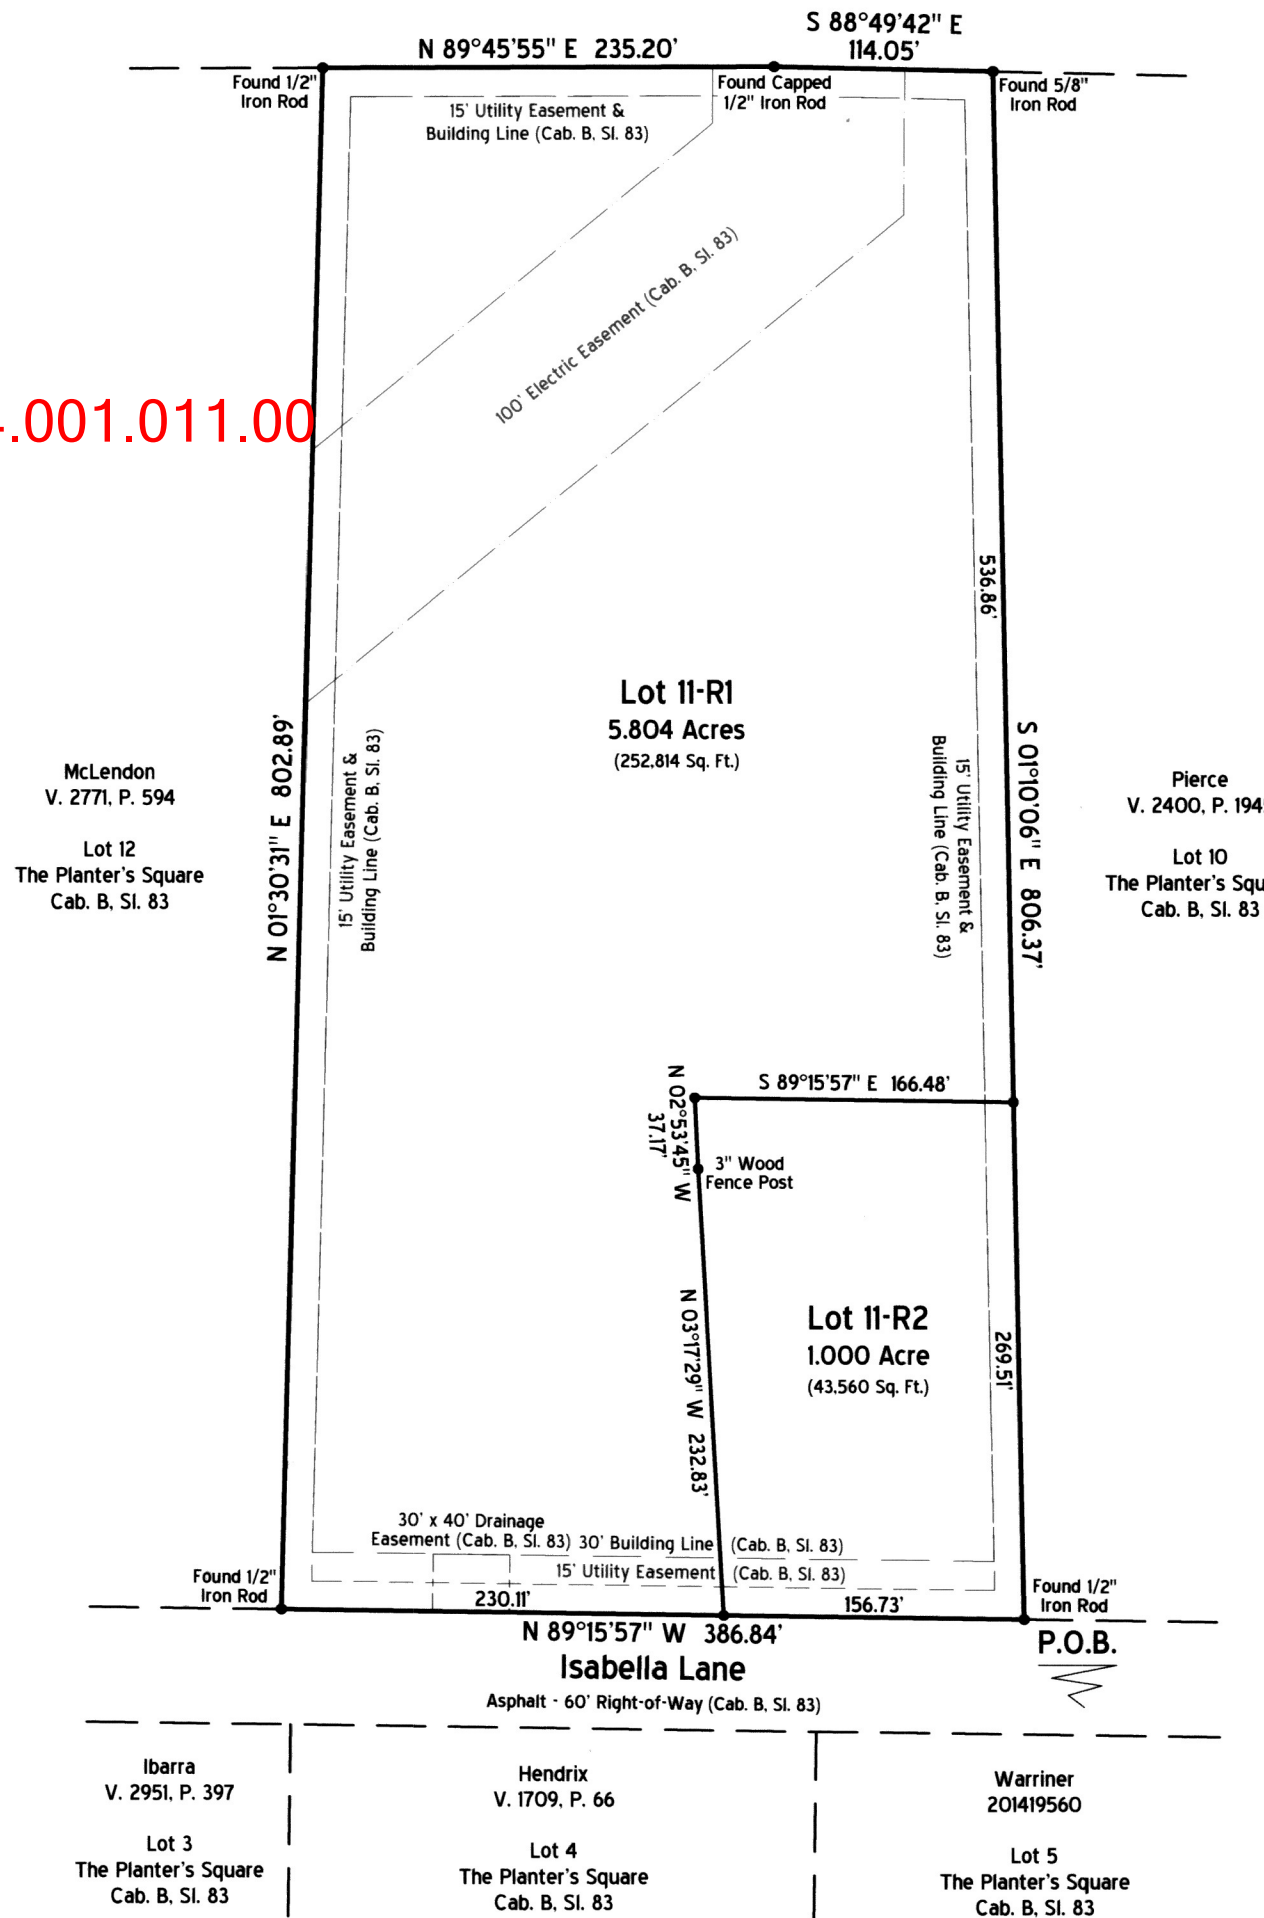 S 88°49'42" E
114.05'
N 89°45'55" E 235.20'
Found 1/2"
Iron Rod
Found Capped
1/2" Iron Rod
Found 5/8"
Iron Rod
15' Utility Easement &
Building Line (Cab. B, Sl. 83)
100' Electric Easement (Cab. B, Sl. 83)
.001.011.00
536.86'
Lot 11-R1
5.804 Acres
(252,814 Sq. Ft.)
N 01°30'31" E 802.89'
15' Utility Easement &
Building Line (Cab. B, Sl. 83)
15' Utility Easement &
Building Line (Cab. B, Sl. 83)
S 01°10'06" E 806.37'
McLendon
V. 2771, P. 594
Lot 12
The Planter's Square
Cab. B, Sl. 83
Pierce
V. 2400, P. 194
Lot 10
The Planter's Squ
Cab. B, Sl. 83
S 89°15'57" E 166.48'
N 02°53'45" W
37.17'
3" Wood
Fence Post
N 03°17'29" W 232.83'
Lot 11-R2
1.000 Acre
(43,560 Sq. Ft.)
269.51'
30' x 40' Drainage
Easement (Cab. B, Sl. 83) 30' Building Line (Cab. B, Sl. 83)
15' Utility Easement (Cab. B, Sl. 83)
Found 1/2"
Iron Rod
230.11'
156.73'
Found 1/2"
Iron Rod
N 89°15'57" W 386.84'
P.O.B.
Isabella Lane
Asphalt - 60' Right-of-Way (Cab. B, Sl. 83)
Ibarra
V. 2951, P. 397
Lot 3
The Planter's Square
Cab. B, Sl. 83
Hendrix
V. 1709, P. 66
Lot 4
The Planter's Square
Cab. B, Sl. 83
Warriner
201419560
Lot 5
The Planter's Square
Cab. B, Sl. 83